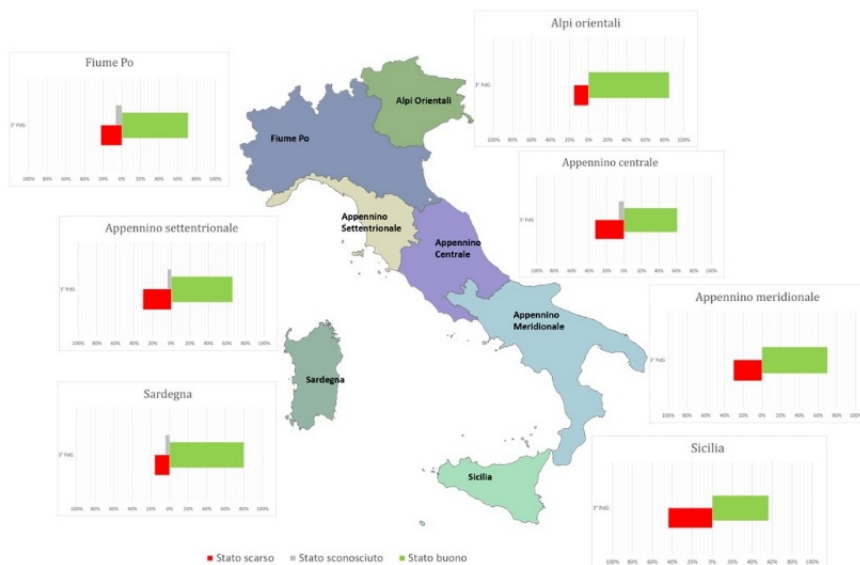 Alpi orientali
3° PdG
100% 80% 60% 40% 20% 0% 20% 40% 60% 80% 100%
Fiume Po
3° PdG
100% 80% 60% 40% 20% 0% 20% 40% 60% 80% 100%
Appennino centrale
3° PdG
100% 80% 60% 40% 20% 0% 20% 40% 60% 80% 100%
Appennino settentrionale
3° PdG
100% 80% 60% 40% 20% 0% 20% 40% 60% 80% 100%
Appennino meridionale
3° PdG
100% 80% 60% 40% 20% 0% 20% 40% 60% 80% 100%
Sardegna
3° PdG
100% 80% 60% 40% 20% 0% 20% 40% 60% 80% 100%
Sicilia
3° PdG
100% 80% 60% 40% 20% 0% 20% 40% 60% 80% 100%
Alpi Orientali
Fiume Po
Appennino
Settentrionale
Appennino
Centrale
Appennino
Meridionale
Sardegna
Sicilia
Stato scarso Stato sconosciuto Stato buono